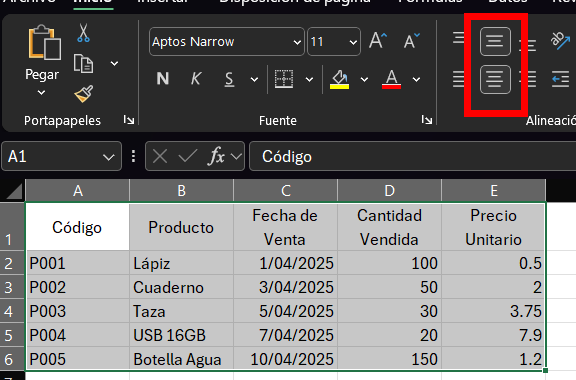 Archivo Inicio Insertar Disposición de página Fórmulas Datos
Pegar
Aptos Narrow 11 A A
N K S A
Portapapeles Fuente Alineació
A1 fx Código
A B C D E
1 Código Producto Fecha de Venta Cantidad Vendida Precio Unitario
2 P001 Lápiz 1/04/2025 100 0.5
3 P002 Cuaderno 3/04/2025 50 2
4 P003 Taza 5/04/2025 30 3.75
5 P004 USB 16GB 7/04/2025 20 7.9
6 P005 Botella Agua 10/04/2025 150 1.2